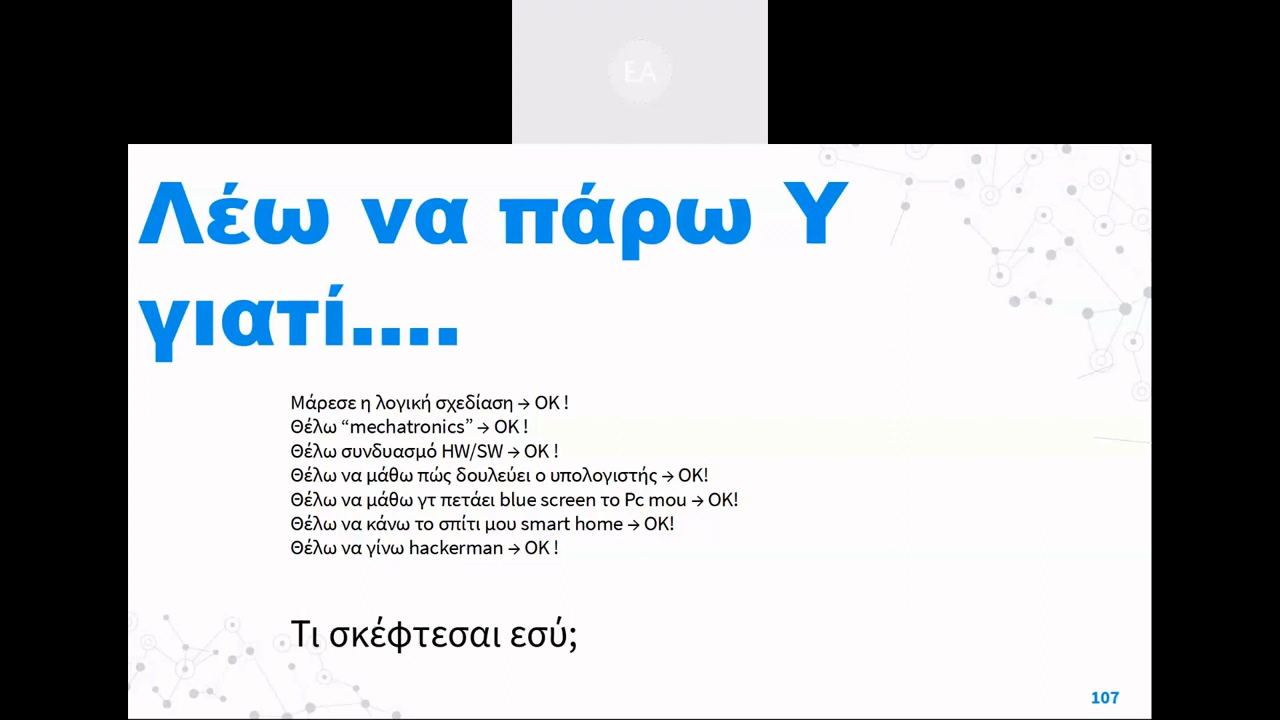 EA
Λέω να πάρω Υ
γιατί....
Μάρεσε η λογική σχεδίαση → OK !
Θέλω “mechatronics” → OK !
Θέλω συνδυασμό HW/SW → OK !
Θέλω να μάθω πώς δουλεύει ο υπολογιστής → OK!
Θέλω να μάθω γτ πετάει blue screen το Pc mou → OK!
Θέλω να κάνω το σπίτι μου smart home → OK!
Θέλω να γίνω hackerman → OK !
Τι σκέφτεσαι εσύ;
107